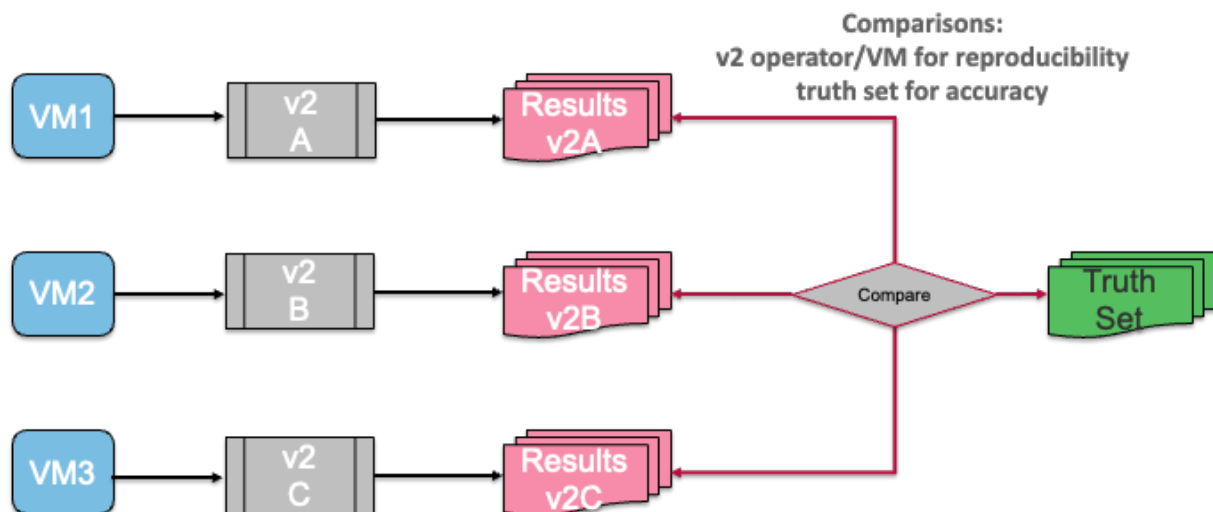 Comparisons:
v2 operator/VM for reproducibility
truth set for accuracy
VM1
v2
A
Results
v2A
VM2
v2
B
Results
v2B
Compare
Truth
Set
VM3
v2
C
Results
v2C